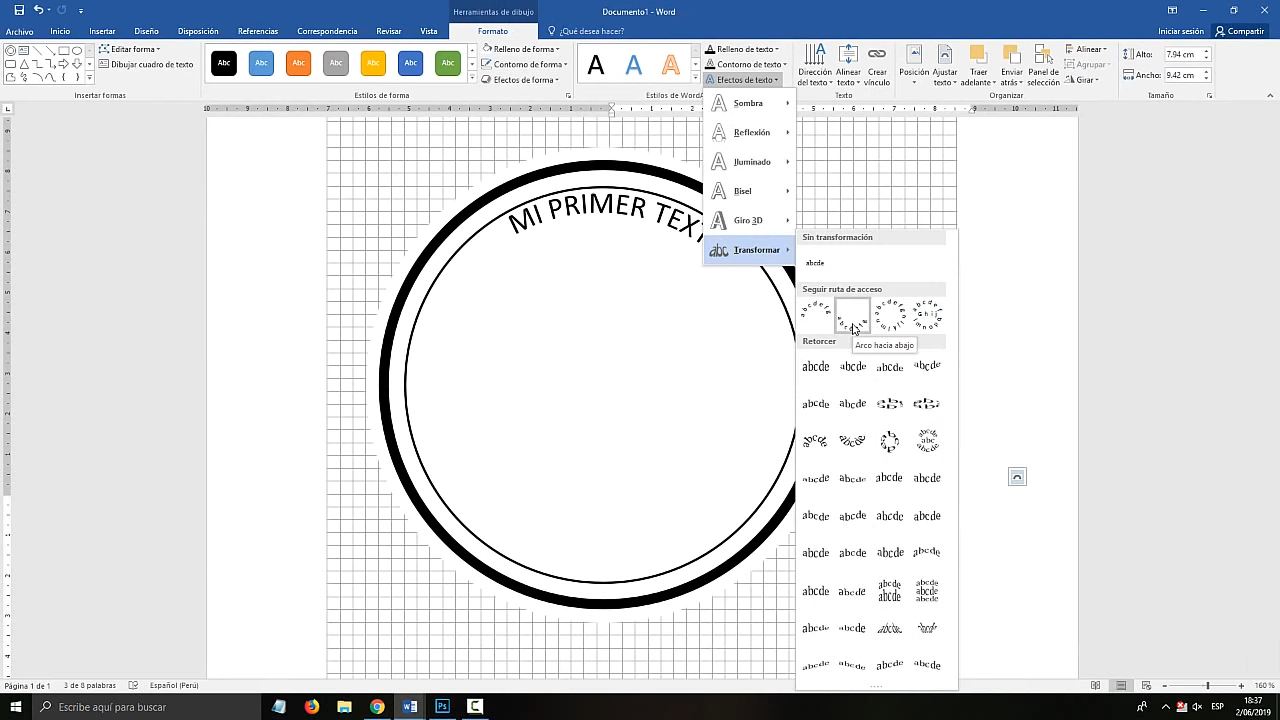 Herramientas de dibujo
Documento1 - Word
Archivo Inicio Insertar Diseño Disposición Referencias Correspondencia Revisar Vista Formato ¿Qué desea hacer? Iniciar sesión Compartir
Editar forma
Dibujar cuadro de texto
Insertar formas
Abc Abc Abc Abc Abc Abc Abc
Relleno de forma
Contorno de forma
Efectos de forma
Estilos de forma
A A A
Relleno de texto
Contorno de texto
Efectos de texto
Estilos de WordA
Dirección del texto
Alinear texto
Crear vínculo
Texto
Posición
Ajustar texto
Traer adelante
Enviar atrás
Panel de selección
Alinear
Agrupar
Girar
Organizar
Alto: 7.94 cm
Ancho: 9.42 cm
Tamaño
Sombra
Reflexión
Iluminado
Bisel
Giro 3D
Transformar
Sin transformación
abcde
Seguir ruta de acceso
Arco hacia abajo
Retorcer
abcde abcde abcde abcde
MI PRIMER TEXT
Página 1 de 1 3 de 8 palabras Español (Perú) 160 %
Escribe aquí para buscar
ESP
18:37
2/06/2019